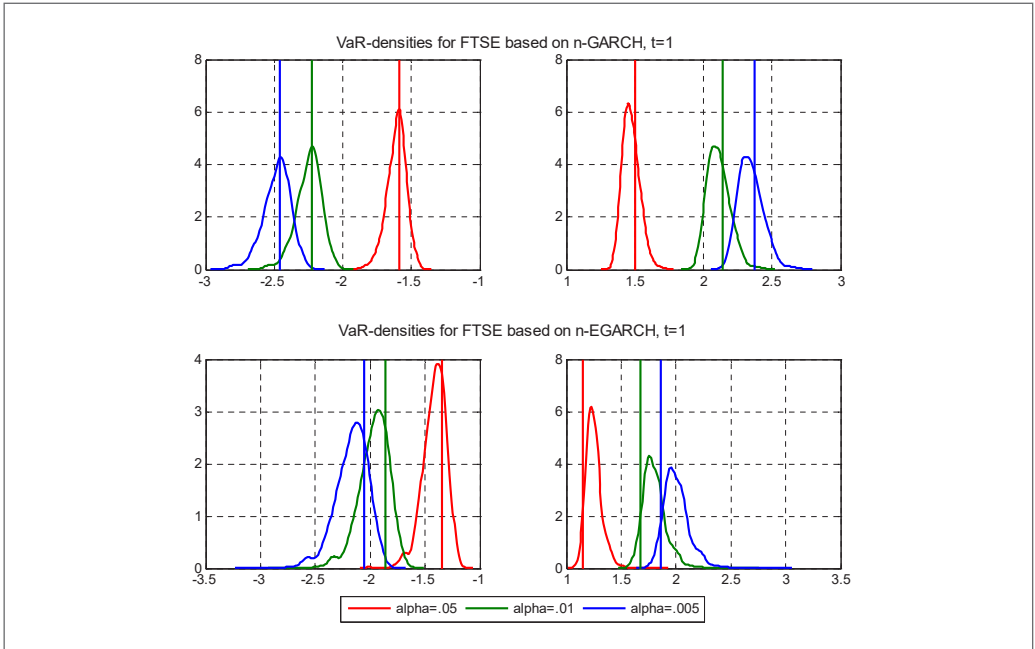 VaR-densities for FTSE based on n-GARCH, t=1
8
6
4
2
0
-3 -2.5 -2 -1.5 -1
8
6
4
2
0
1 1.5 2 2.5 3
VaR-densities for FTSE based on n-EGARCH, t=1
4
3
2
1
0
-3.5 -3 -2.5 -2 -1.5 -1
8
6
4
2
0
1 1.5 2 2.5 3 3.5
alpha=.05 alpha=.01 alpha=.005